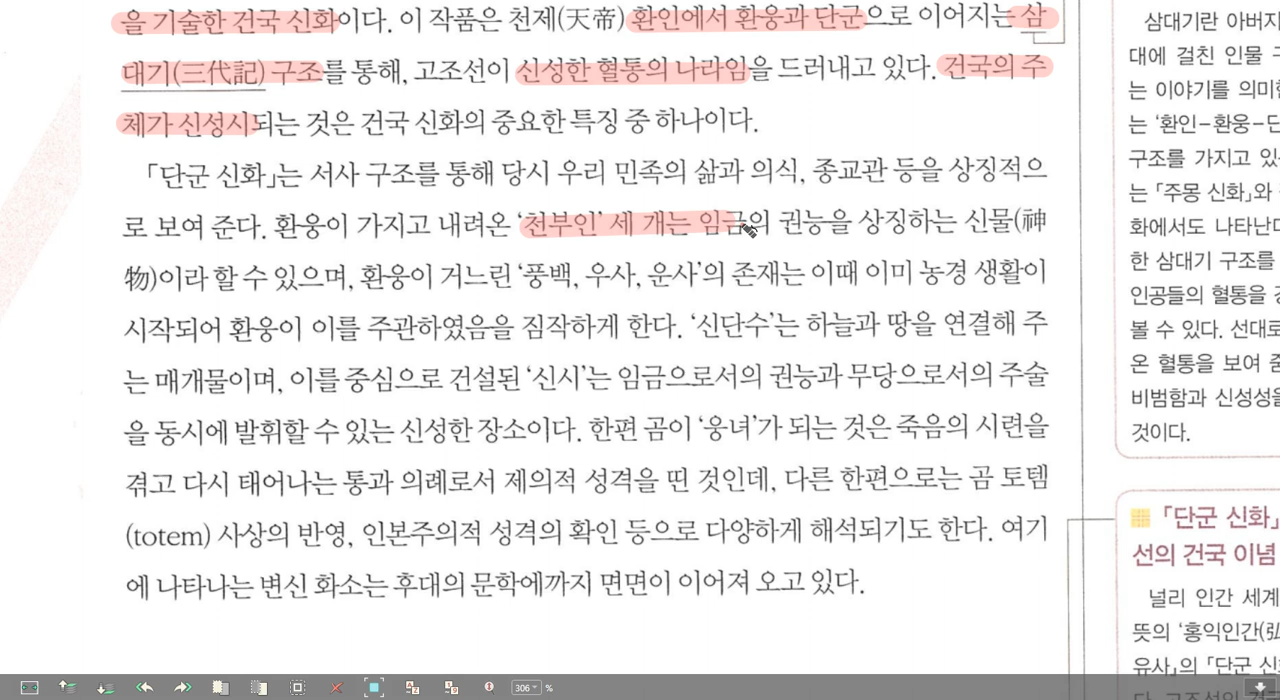 을 기술한 건국 신화이다. 이 작품은 천제(天帝) 환인에서 환웅과 단군으로 이어지는 삼
대기(三代記) 구조를 통해, 고조선이 신성한 혈통의 나라임을 드러내고 있다. 건국의 주
체가 신성시되는 것은 건국 신화의 중요한 특징 중 하나이다.
「단군 신화」는 서사 구조를 통해 당시 우리 민족의 삶과 의식, 종교관 등을 상징적으
로 보여 준다. 환웅이 가지고 내려온 ‘천부인’ 세 개는 임금의 권능을 상징하는 신물(神
物)이라 할 수 있으며, 환웅이 거느린 ‘풍백, 우사, 운사’의 존재는 이때 이미 농경 생활이
시작되어 환웅이 이를 주관하였음을 짐작하게 한다. ‘신단수’는 하늘과 땅을 연결해 주
는 매개물이며, 이를 중심으로 건설된 ‘신시’는 임금으로서의 권능과 무당으로서의 주술
을 동시에 발휘할 수 있는 신성한 장소이다. 한편 곰이 ‘웅녀’가 되는 것은 죽음의 시련을
겪고 다시 태어나는 통과 의례로서 제의적 성격을 띤 것인데, 다른 한편으로는 곰 토템
(totem) 사상의 반영, 인본주의적 성격의 확인 등으로 다양하게 해석되기도 한다. 여기
에 나타나는 변신 화소는 후대의 문학에까지 면면이 이어져 오고 있다.
삼대기란 아버지
대에 걸친 인물
는 이야기를 의미
는 ‘환인-환웅-단
구조를 가지고 있
는 「주몽 신화」와
화에서도 나타난
한 삼대기 구조를
인공들의 혈통을
볼 수 있다. 선대로
온 혈통을 보여
비범함과 신성성을
것이다.
「단군 신화」
선의 건국 이념
널리 인간 세계
뜻의 ‘홍익인간(弘
유사」의 「단군 신
306 %